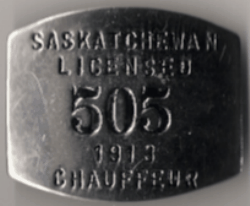 SASKATCHEWAN
LICENSED
505
1913
CHAUFFEUR